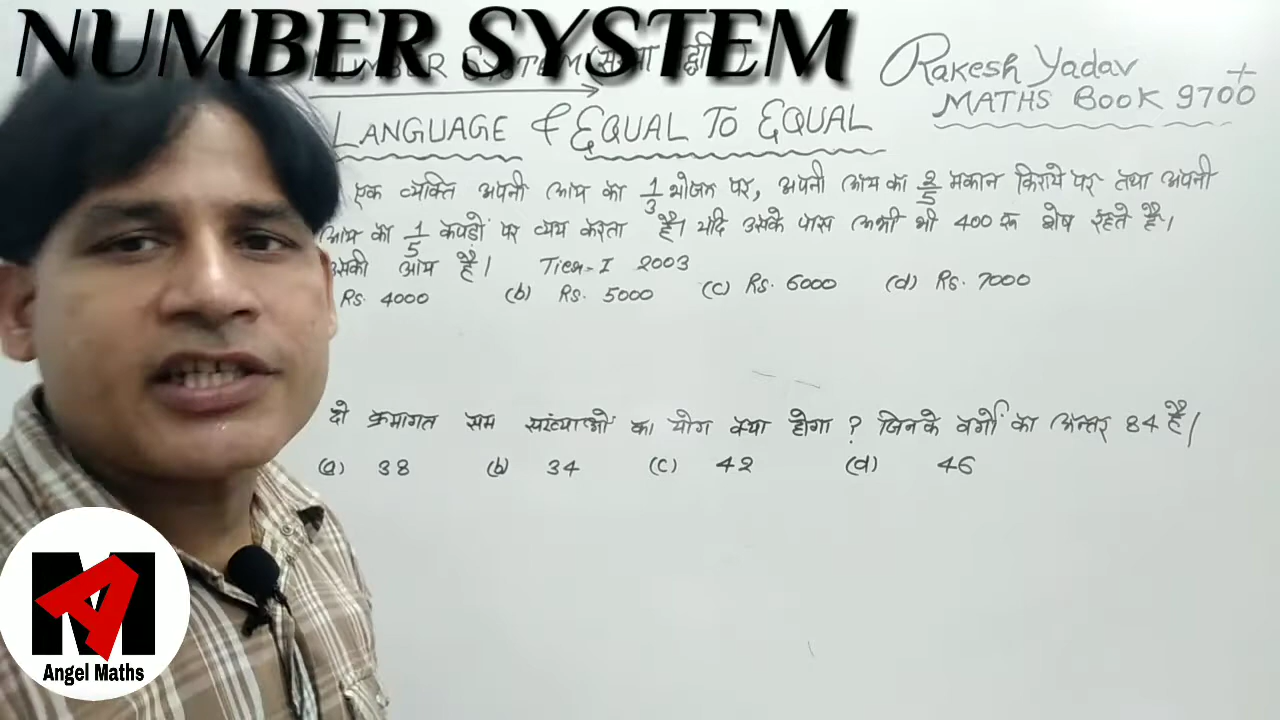 NUMBER SYSTEM
NUMBER SYSTEM (
Rakesh Yadav
MATHS BOOK 9700+
LANGUAGE & EQUAL TO EQUAL
एक व्यक्ति अपनी आय का 1/3 भोजन पर, अपनी आय का 2/5 मकान किराये पर तथा अपनी
आय का 1/5 कपड़ों पर व्यय करता है। यदि उसके पास अभी भी 400 रू शेष रहते है।
उसकी आय है। Tier-I 2003
Rs. 4000 (b) Rs. 5000 (c) Rs. 6000 (d) Rs. 7000
दो क्रमागत सम संख्याओं का योग क्या होगा ? जिनके वर्गों का अन्तर 84 है।
(a) 38 (b) 34 (c) 42 (d) 46
MA
Angel Maths